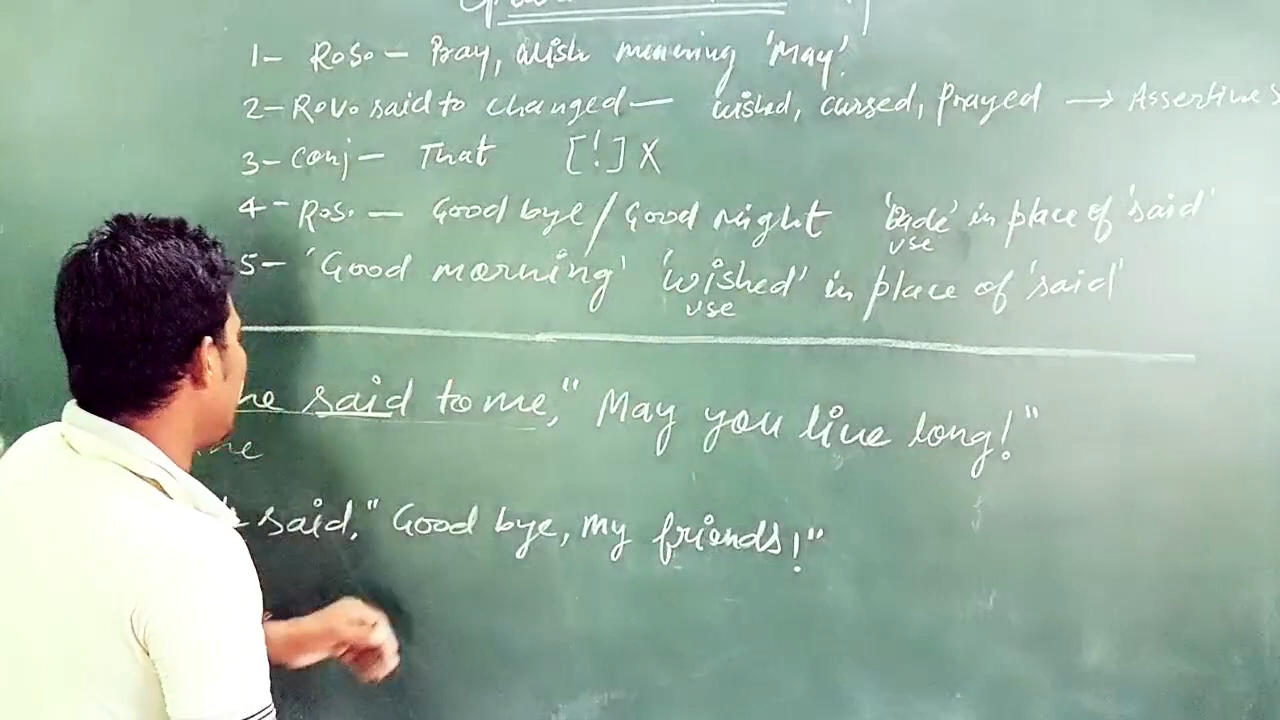 1- R.S. - Pray, wish meaning 'May'.
2- R.V. said to changed - wished, cursed, Prayed → Assertive S
3- Conj - That [!] X
4- R.S. - Good bye/Good night 'Bade' in place of 'said'
use
5- 'Good morning' 'wished' in place of 'said'
use
he said to me, "May you live long!"
he
said, "Good bye, my friends!"